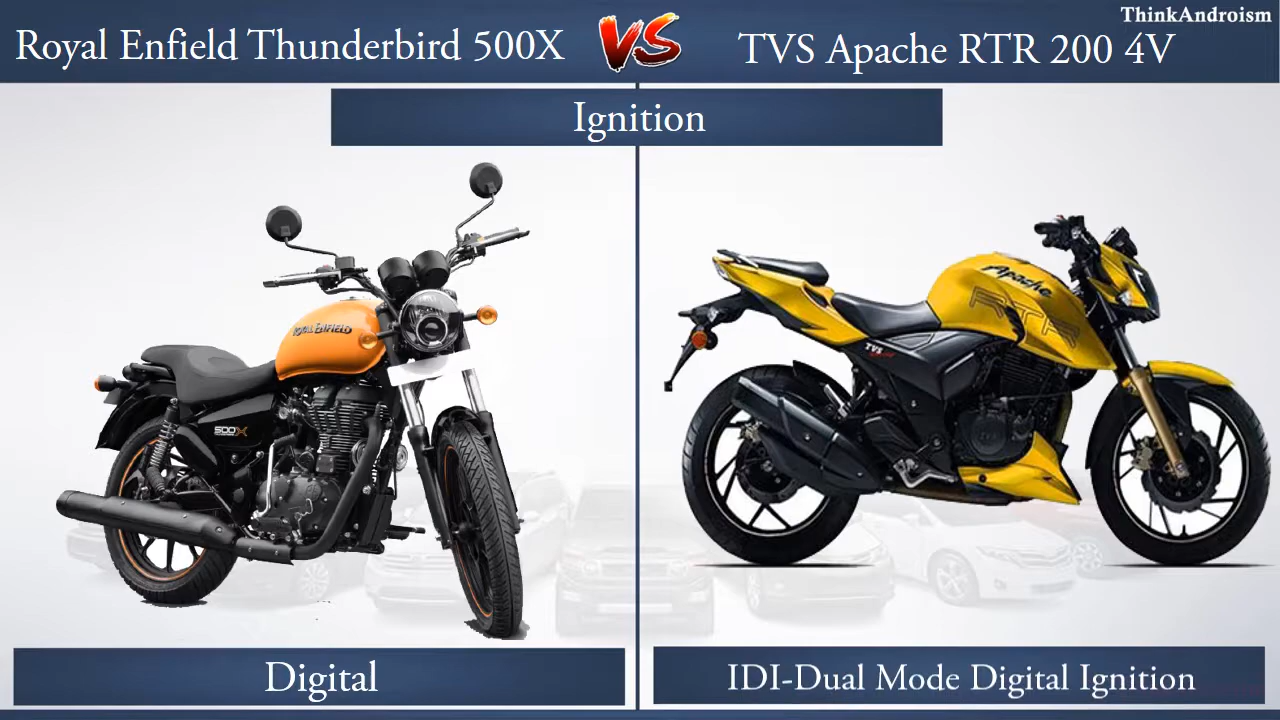 ThinkAndroism
Royal Enfield Thunderbird 500X
VS
TVS Apache RTR 200 4V
Ignition
ROYAL ENFIELD
500X
Apache
RTR
TVS
Digital
IDI-Dual Mode Digital Ignition